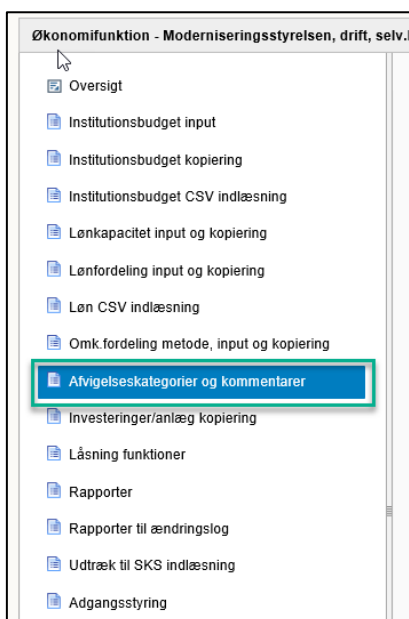 Økonomifunktion - Moderniseringsstyrelsen, drift, selv.
Oversigt
Institutionsbudget input
Institutionsbudget kopiering
Institutionsbudget CSV indlæsning
Lønkapacitet input og kopiering
Lønfordeling input og kopiering
Løn CSV indlæsning
Omk.fordeling metode, input og kopiering
Afvigelseskategorier og kommentarer
Investeringer/anlæg kopiering
Låsning funktioner
Rapporter
Rapporter til ændringslog
Udtræk til SKS indlæsning
Adgangsstyring